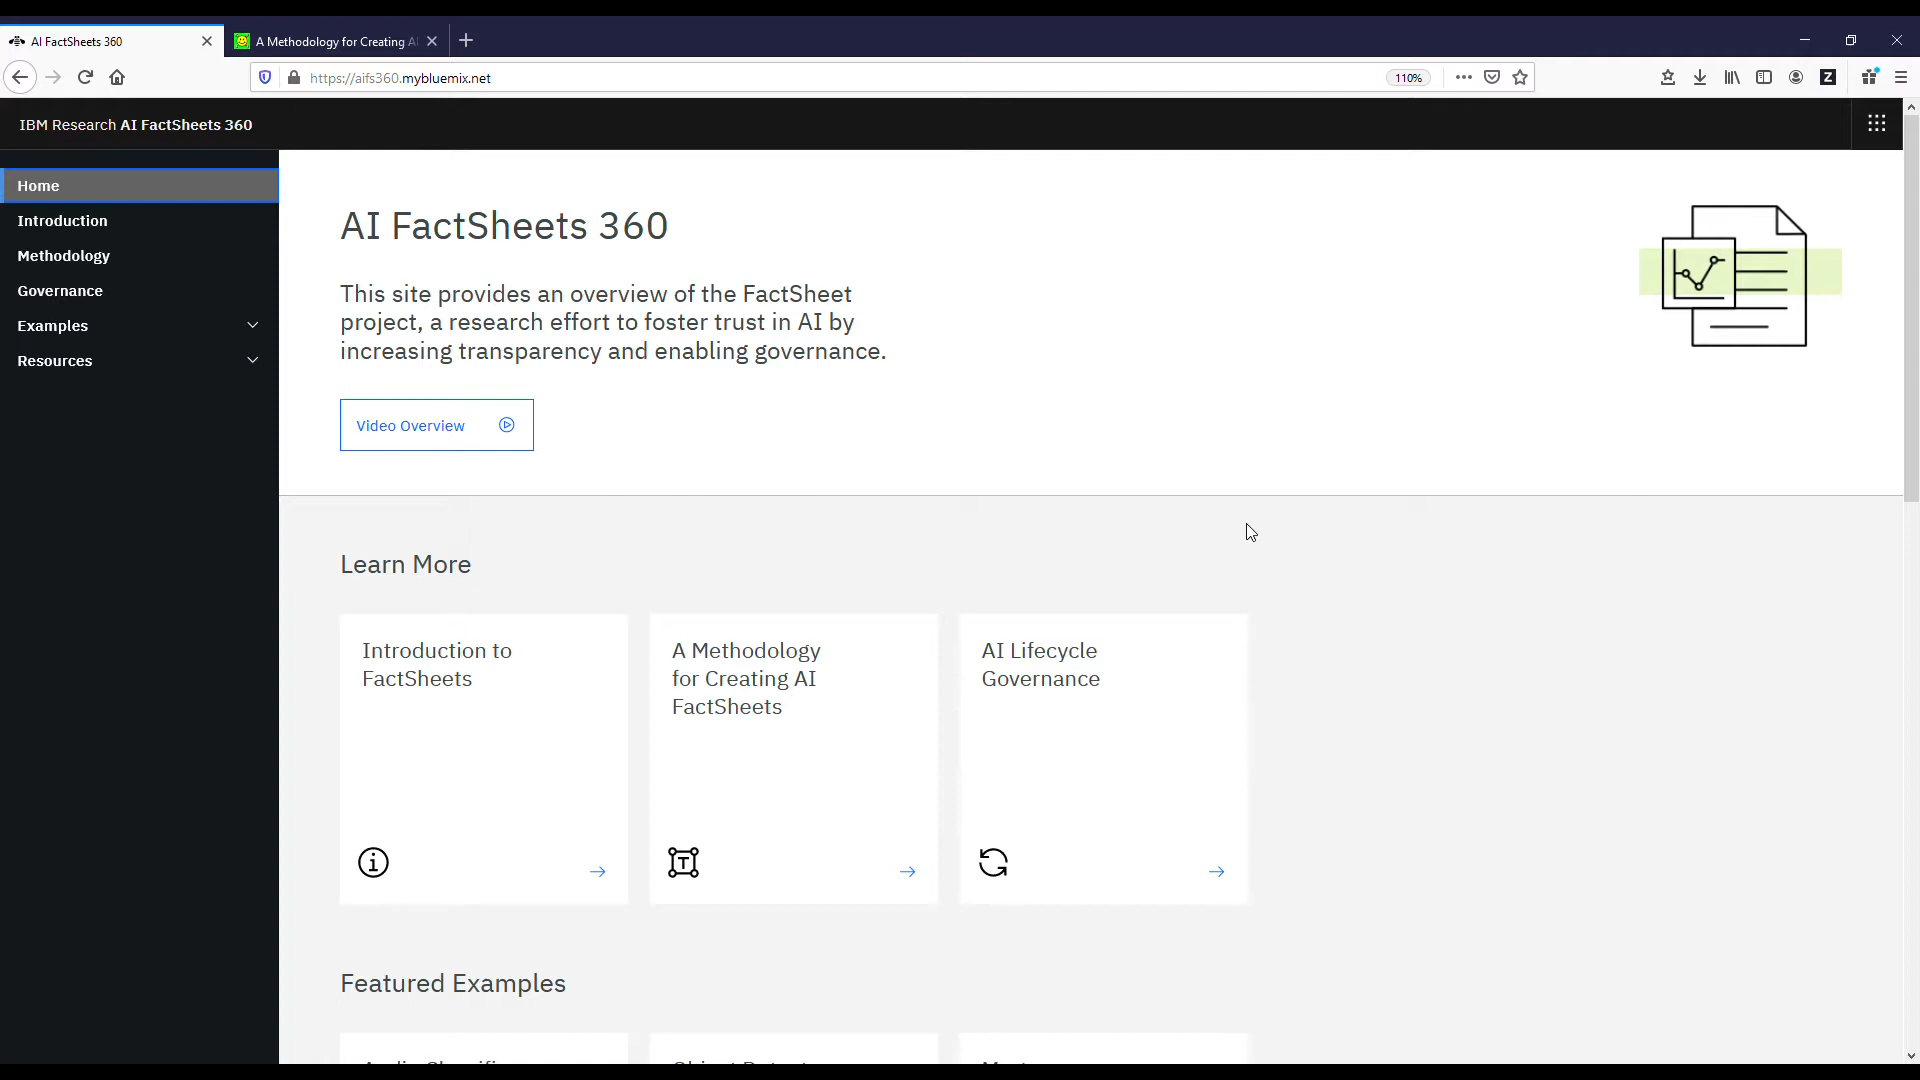 AI FactSheets 360
A Methodology for Creating
https://aifs360.mybluemix.net
110%
Z
IBM Research AI FactSheets 360
Home
Introduction
Methodology
Governance
Examples
Resources
AI FactSheets 360
This site provides an overview of the FactSheet
project, a research effort to foster trust in AI by
increasing transparency and enabling governance.
Video Overview
Learn More
Introduction to
FactSheets
A Methodology
for Creating AI
FactSheets
AI Lifecycle
Governance
T
Featured Examples